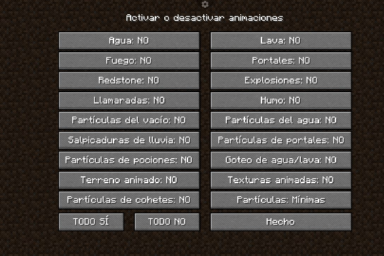 Activar o desactivar animaciones
Agua: NO
Lava: NO
Fuego: NO
Portales: NO
Redstone: NO
Explosiones: NO
Llamaradas: NO
Humo: NO
Partículas del vacío: NO
Partículas del agua: NO
Salpicaduras de lluvia: NO
Partículas de portales: NO
Partículas de pociones: NO
Goteo de agua/lava: NO
Terreno animado: NO
Texturas animadas: NO
Partículas de cohetes: NO
Partículas: Mínimas
TODO SÍ
TODO NO
Hecho